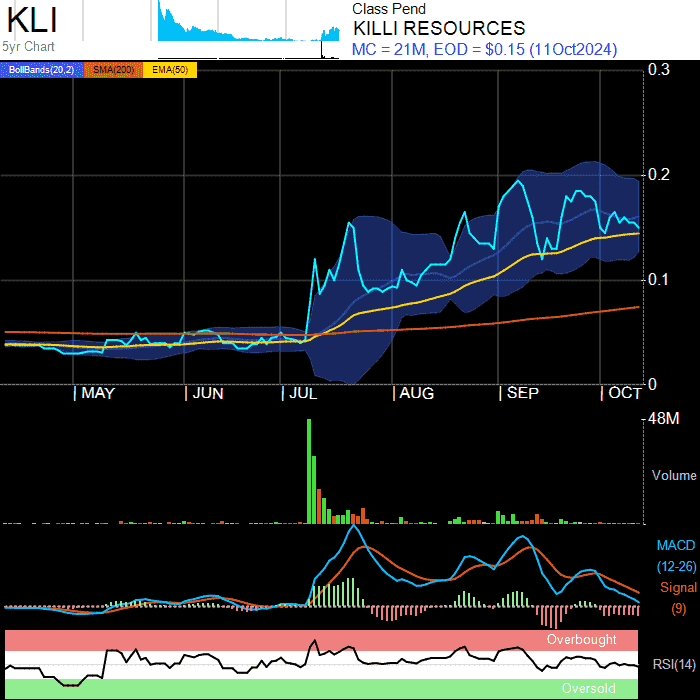 KLI
5yr Chart
Class Pend
KILLI RESOURCES
MC = 21M, EOD = $0.15 (11Oct2024)
BollBands(20,2) SMA(200) EMA(50)
0.3
0.2
0.1
0
MAY JUN JUL AUG SEP OCT
48M
Volume
MACD
(12-26)
Signal
(9)
Overbought
RSI(14)
Oversold